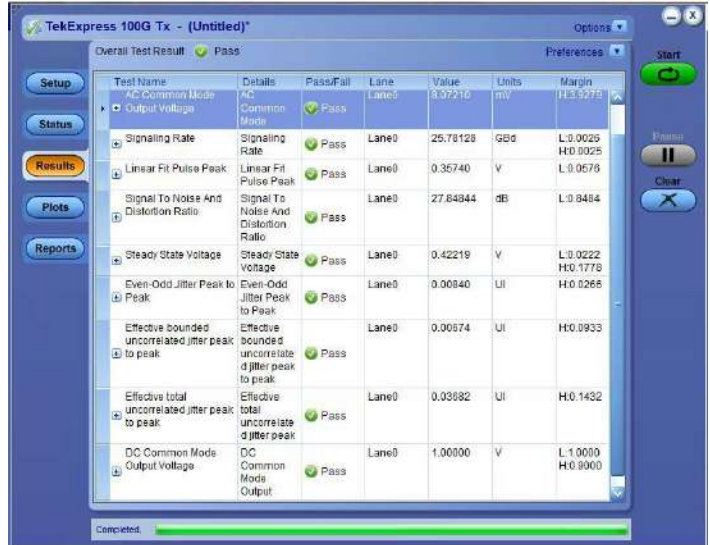 TekExpress 100G Tx - (Untitled)*
Options
Overall Test Result Pass
Preferences
Start
Pause
Clear
Setup
Status
Results
Plots
Reports
Test Name Details Pass/Fail Lane Value Units Margin
AC Common Mode Output Voltage AC Common Mode Pass Lane0 9.07210 mV
Signaling Rate Signaling Rate Pass Lane0 25.78128 GBd L:0.0026 H:0.0025
Linear Fit Pulse Peak Linear Fit Pulse Peak Pass Lane0 0.35740 V L:0.0576
Signal To Noise And Distortion Ratio Signal To Noise And Distortion Ratio Pass Lane0 27.84844 dB L:0.8484
Steady State Voltage Steady State Voltage Pass Lane0 0.42219 V L:0.0222 H:0.1778
Even-Odd Jitter Peak to Peak Even-Odd Jitter Peak to Peak Pass Lane0 0.00840 UI H:0.0266
Effective bounded uncorrelated jitter peak to peak Effective bounded uncorrelate d jitter peak to peak Pass Lane0 0.00674 UI H:0.0933
Effective total uncorrelated jitter peak to peak Effective total uncorrelate d jitter peak Pass Lane0 0.03682 UI H:0.1432
DC Common Mode Output Voltage DC Common Mode Output Pass Lane0 1.00000 V L:1.0000 H:0.9000
Completed.